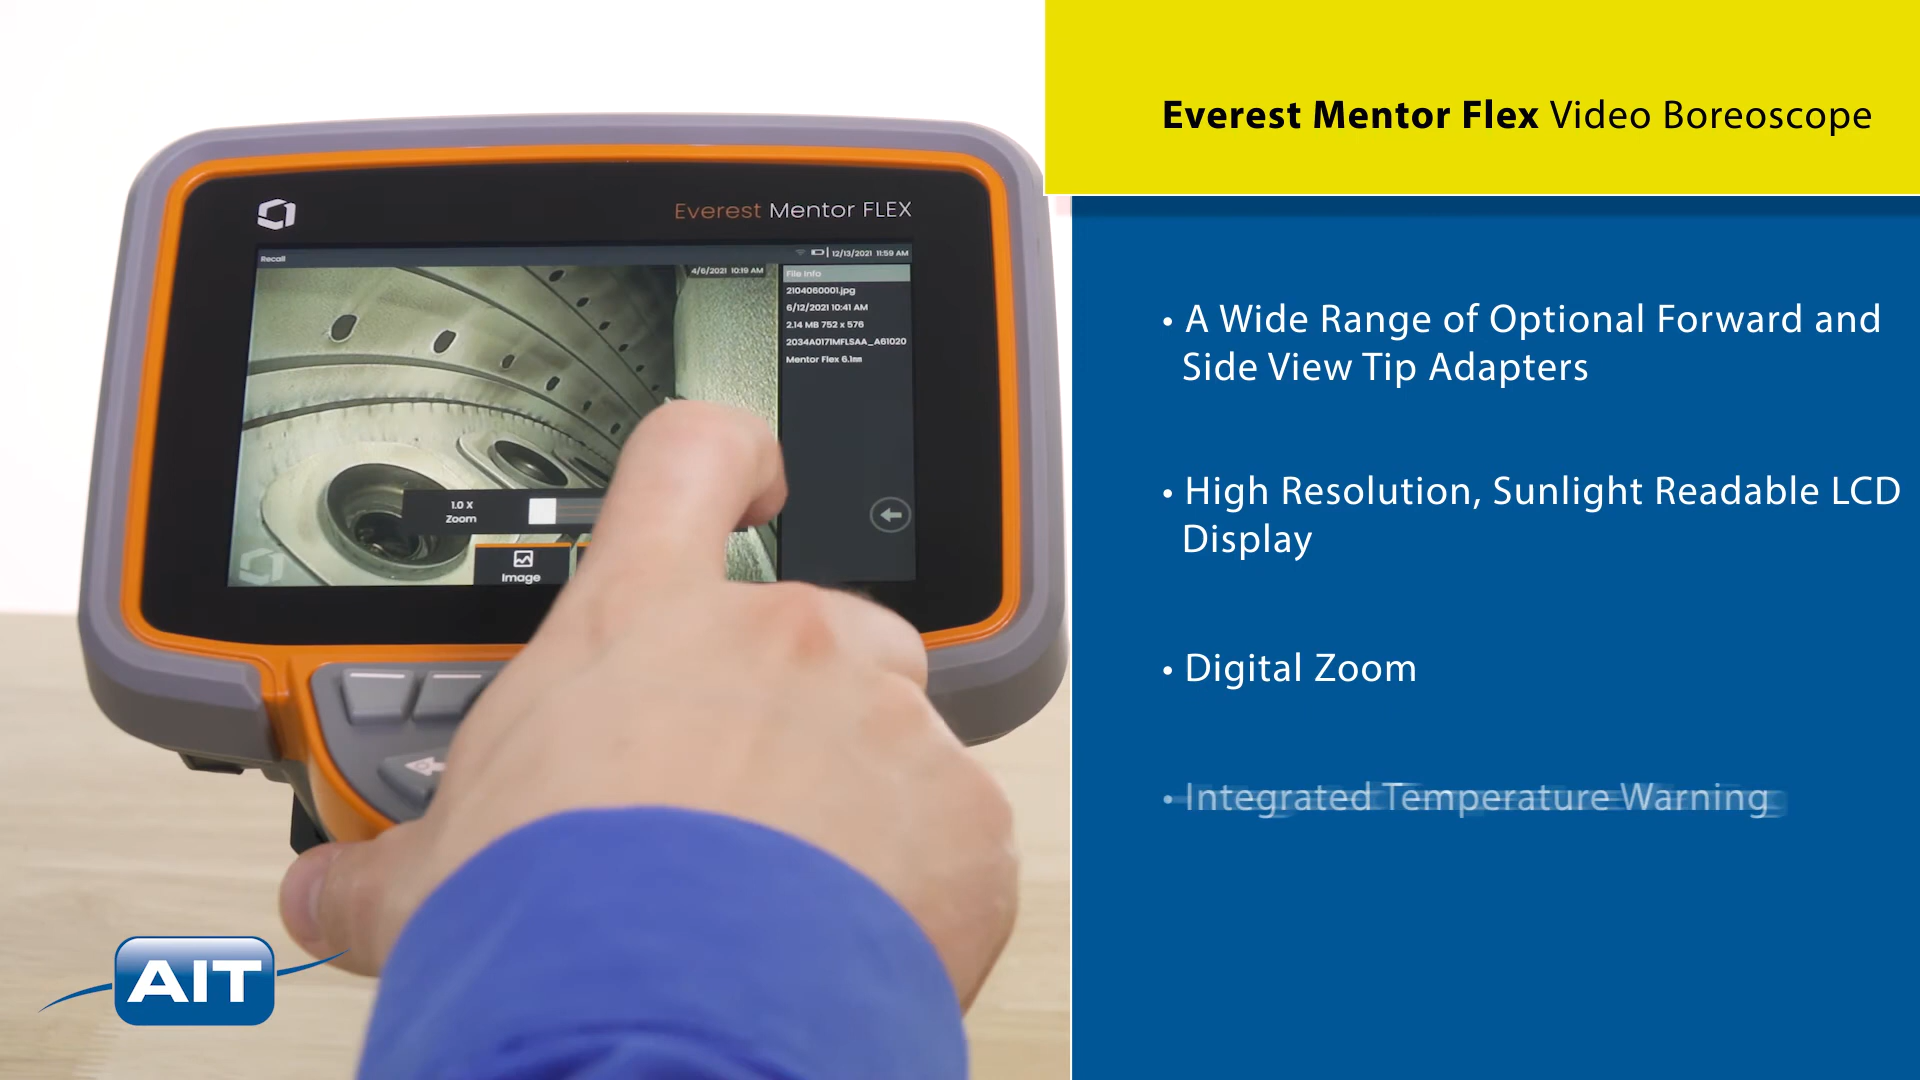 Everest Mentor Flex Video Boreoscope
• A Wide Range of Optional Forward and
Side View Tip Adapters
• High Resolution, Sunlight Readable LCD
Display
• Digital Zoom
• Integrated Temperature Warning
Everest Mentor FLEX
Recall
12/13/2021 11:59 AM
4/6/2021 10:19 AM
File Info
2104060001.jpg
6/12/2021 10:41 AM
2.14 MB 752 x 576
2034A0171MFLSAA_A61020
Mentor Flex 6.1mm
1.0 X
Zoom
Image
AIT